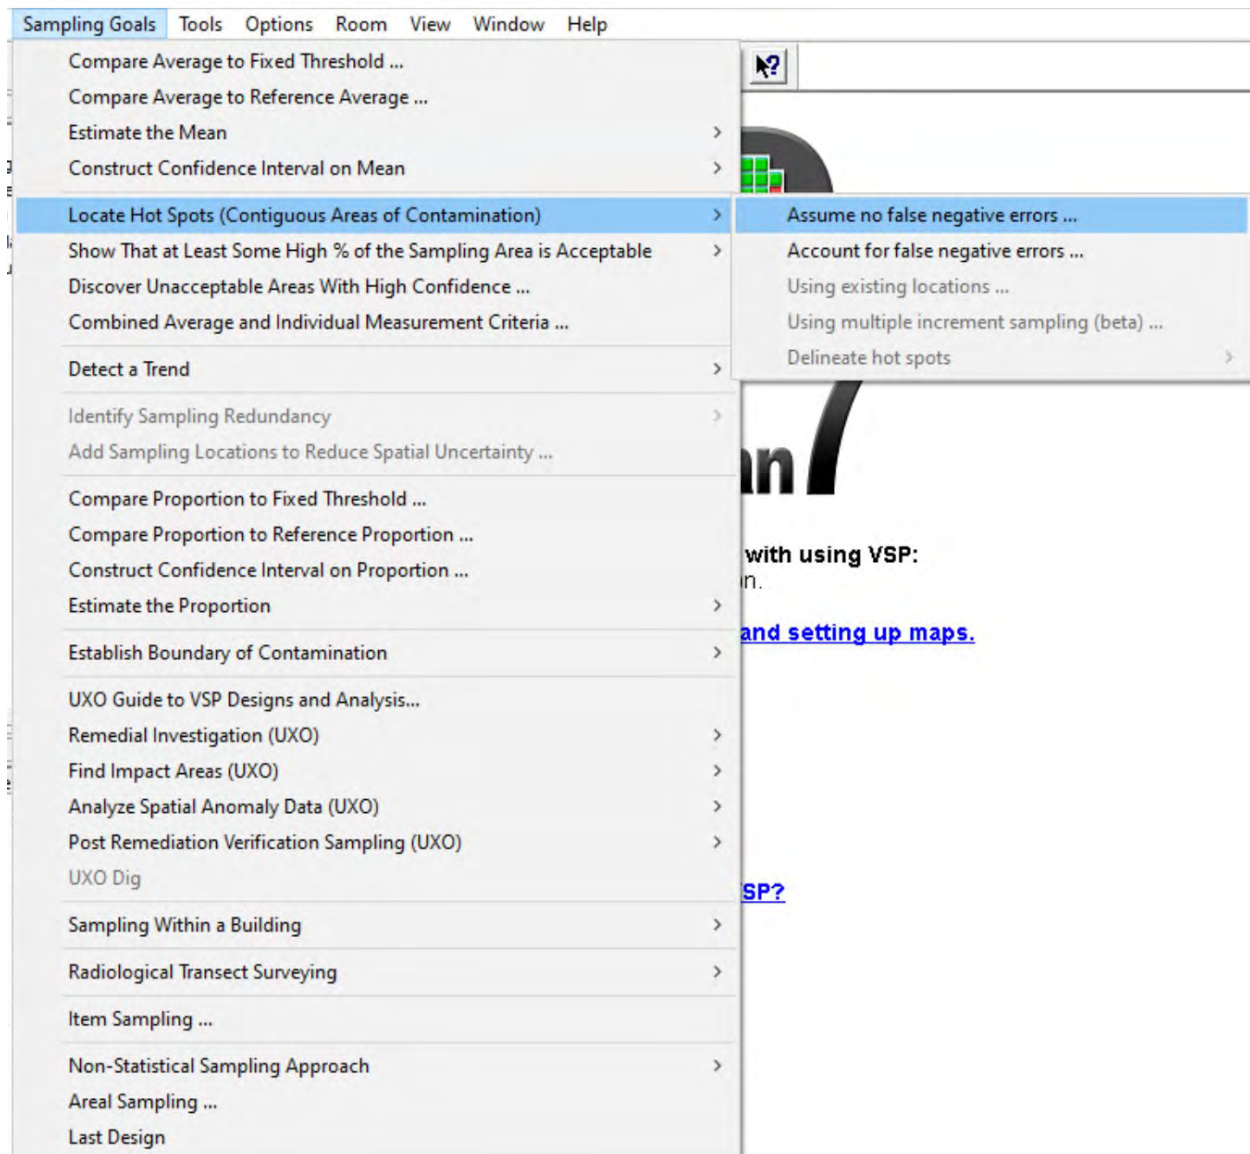 Sampling Goals Tools Options Room View Window Help
Compare Average to Fixed Threshold ...
Compare Average to Reference Average ...
Estimate the Mean
Construct Confidence Interval on Mean
Locate Hot Spots (Contiguous Areas of Contamination)
Assume no false negative errors ...
Show That at Least Some High % of the Sampling Area is Acceptable
Account for false negative errors ...
Discover Unacceptable Areas With High Confidence ...
Using existing locations ...
Combined Average and Individual Measurement Criteria ...
Using multiple increment sampling (beta) ...
Delineate hot spots
Detect a Trend
Identify Sampling Redundancy
Add Sampling Locations to Reduce Spatial Uncertainty ...
an
Compare Proportion to Fixed Threshold ...
Compare Proportion to Reference Proportion ...
Construct Confidence Interval on Proportion ...
with using VSP:
n.
Estimate the Proportion
and setting up maps.
Establish Boundary of Contamination
UXO Guide to VSP Designs and Analysis...
Remedial Investigation (UXO)
Find Impact Areas (UXO)
Analyze Spatial Anomaly Data (UXO)
Post Remediation Verification Sampling (UXO)
UXO Dig
SP?
Sampling Within a Building
Radiological Transect Surveying
Item Sampling ...
Non-Statistical Sampling Approach
Areal Sampling ...
Last Design